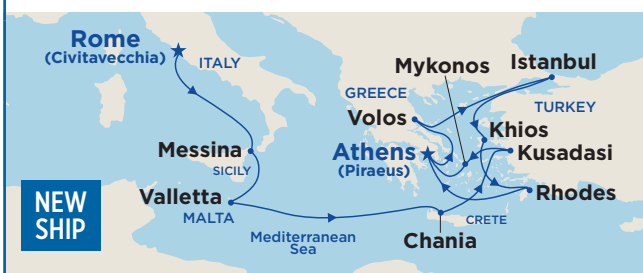 Rome
(Civitavecchia)
ITALY
Mykonos
Istanbul
GREECE
TURKEY
Volos
Khios
Messina
Athens
(Piraeus)
Kusadasi
SICILY
Valletta
MALTA
Rhodes
NEW
SHIP
CRETE
Mediterranean
Sea
Chania